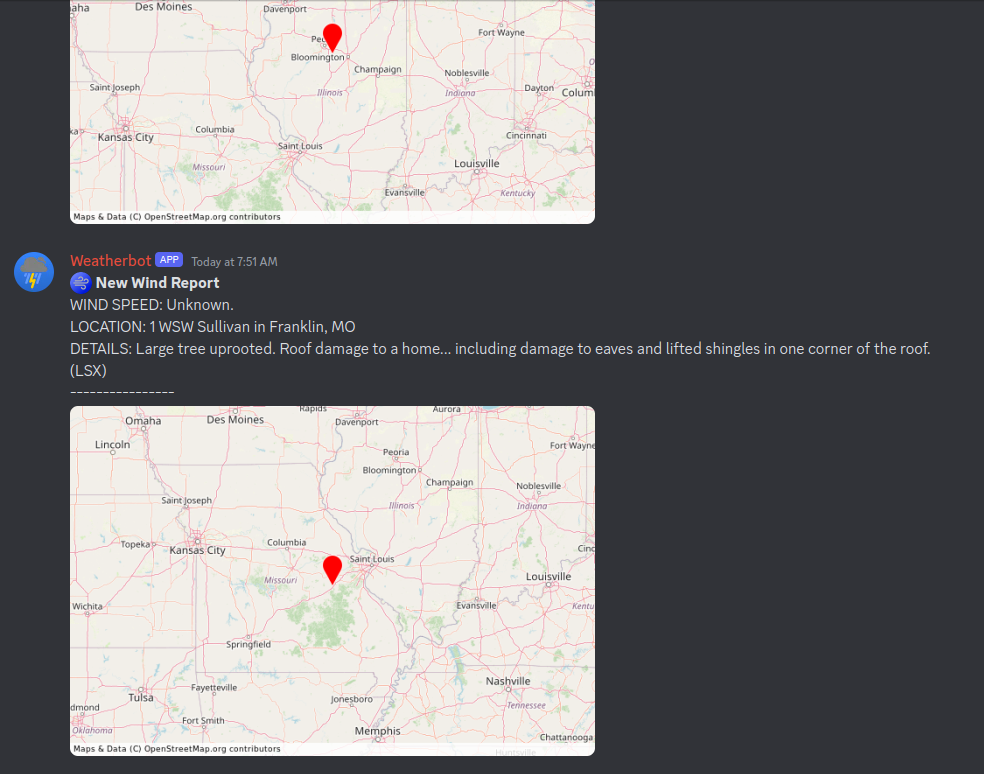 Des Moines
Davenport
Fort Wayne
Bloomington
Champaign
Noblesville
Saint Joseph
Illinois
Indiana
Dayton
Columbia
Kansas City
Cincinnati
Saint Louis
Missouri
Louisville
Evansville
Kentucky
Maps & Data (C) OpenStreetMap.org contributors
Weatherbot APP Today at 7:51 AM
New Wind Report
WIND SPEED: Unknown.
LOCATION: 1 WSW Sullivan in Franklin, MO
DETAILS: Large tree uprooted. Roof damage to a home... including damage to eaves and lifted shingles in one corner of the roof.
(LSX)
----------------
Rapids
Aurora
Omaha
Des Moines
Davenport
Lincoln
Fort Wayne
Peoria
Bloomington
Champaign
Noblesville
Saint Joseph
Illinois
Indiana
Topeka
Kansas City
Columbia
Saint Louis
Cinc
Missouri
Louisville
Wichita
Evansville
Kentu
Springfield
Nashville
Fayetteville
Tulsa
Jonesboro
Tennessee
dmond
Fort Smith
Oklahoma
Memphis
Chattanooga
Huntsville
Maps & Data (C) OpenStreetMap.org contributors